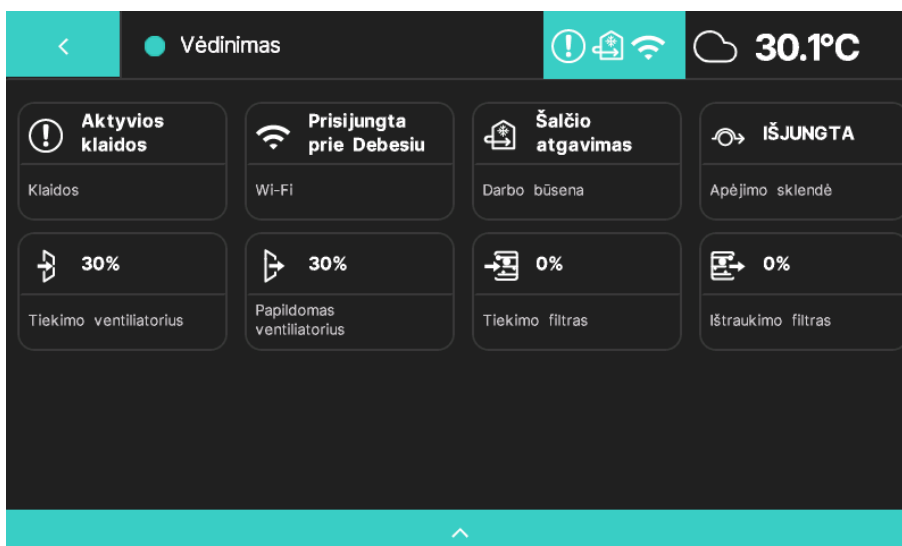 Vėdinimas
30.1°C
Aktyvios
klaidos
Klaidos
Prisijungta
prie Debesiu
Wi-Fi
Šalčio
atgavimas
Darbo būsena
IŠJUNGTA
Apėjimo sklendė
30%
Tiekimo ventiliatorius
30%
Papildomas
ventiliatorius
0%
Tiekimo filtras
0%
Ištraukimo filtras